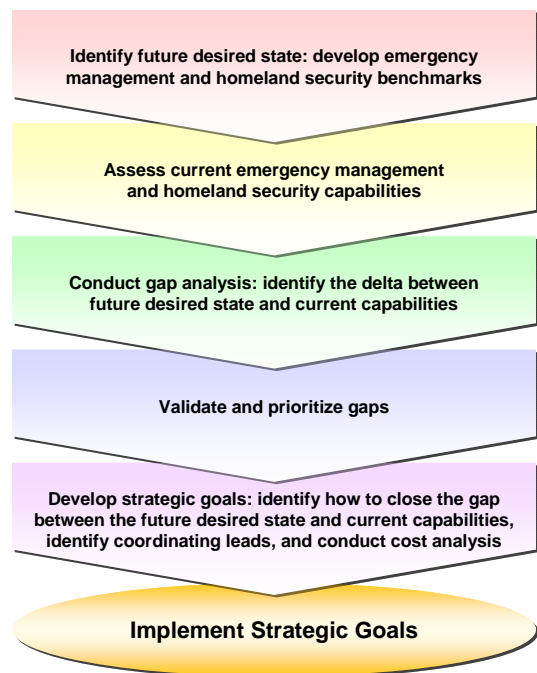 Identify future desired state: develop emergency
management and homeland security benchmarks
Assess current emergency management
and homeland security capabilities
Conduct gap analysis: identify the delta between
future desired state and current capabilities
Validate and prioritize gaps
Develop strategic goals: identify how to close the gap
between the future desired state and current capabilities,
identify coordinating leads, and conduct cost analysis
Implement Strategic Goals